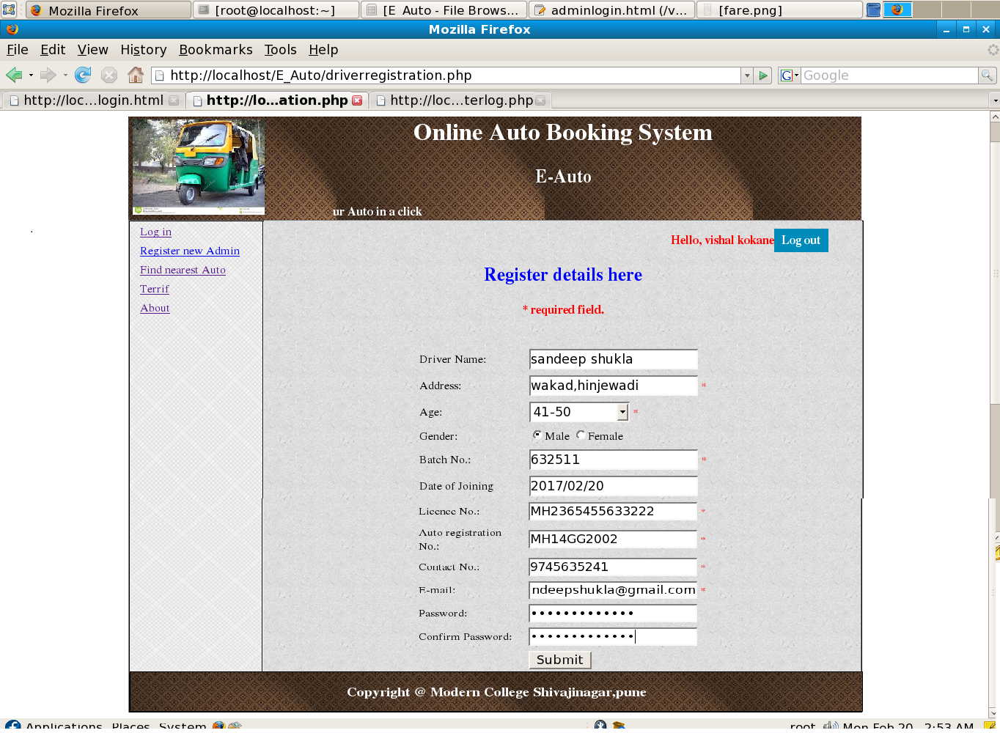 Mozilla Firefox
[root@localhost:~]
[E_Auto - File Brows...
adminlogin.html (/v...
[fare.png]
Mozilla Firefox
File Edit View History Bookmarks Tools Help
http://localhost/E_Auto/driverregistration.php
G Google
http://loc...login.html
http://lo...ation.php
http://loc...terlog.php
Online Auto Booking System
E-Auto
ur Auto in a click
Log in
Register new Admin
Find nearest Auto
Terrif
About
Hello, vishal kokane Log out
Register details here
* required field.
Driver Name: sandeep shukla
Address: wakad,hinjewadi *
Age: 41-50 *
Gender: Male Female
Batch No.: 632511 *
Date of Joining 2017/02/20
Licence No.: MH2365455633222 *
Auto registration
No.: MH14GG2002 *
Contact No.: 9745635241 *
E-mail: ndeepshukla@gmail.com *
Password: •••••••••••••
Confirm Password: •••••••••••••
Submit
Copyright @ Modern College Shivajinagar,pune
Applications Places System
root Mon Feb 20, 2:53 AM